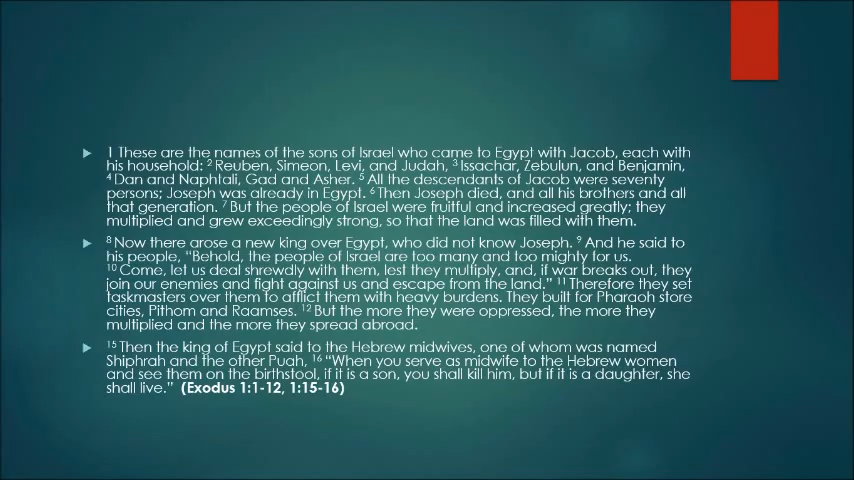 1 These are the names of the sons of Israel who came to Egypt with Jacob, each with
his household: 2 Reuben, Simeon, Levi, and Judah, 3 Issachar, Zebulun, and Benjamin,
4 Dan and Naphtali, Gad and Asher. 5 All the descendants of Jacob were seventy
persons; Joseph was already in Egypt. 6 Then Joseph died, and all his brothers and all
that generation. 7 But the people of Israel were fruitful and increased greatly; they
multiplied and grew exceedingly strong, so that the land was filled with them.
8 Now there arose a new king over Egypt, who did not know Joseph. 9 And he said to
his people, “Behold, the people of Israel are too many and too mighty for us.
10 Come, let us deal shrewdly with them, lest they multiply, and, if war breaks out, they
join our enemies and fight against us and escape from the land.” 11 Therefore they set
taskmasters over them to afflict them with heavy burdens. They built for Pharaoh store
cities, Pithom and Raamses. 12 But the more they were oppressed, the more they
multiplied and the more they spread abroad.
15 Then the king of Egypt said to the Hebrew midwives, one of whom was named
Shiphrah and the other Puah, 16 “When you serve as midwife to the Hebrew women
and see them on the birthstool, if it is a son, you shall kill him, but if it is a daughter, she
shall live.” (Exodus 1:1-12, 1:15-16)